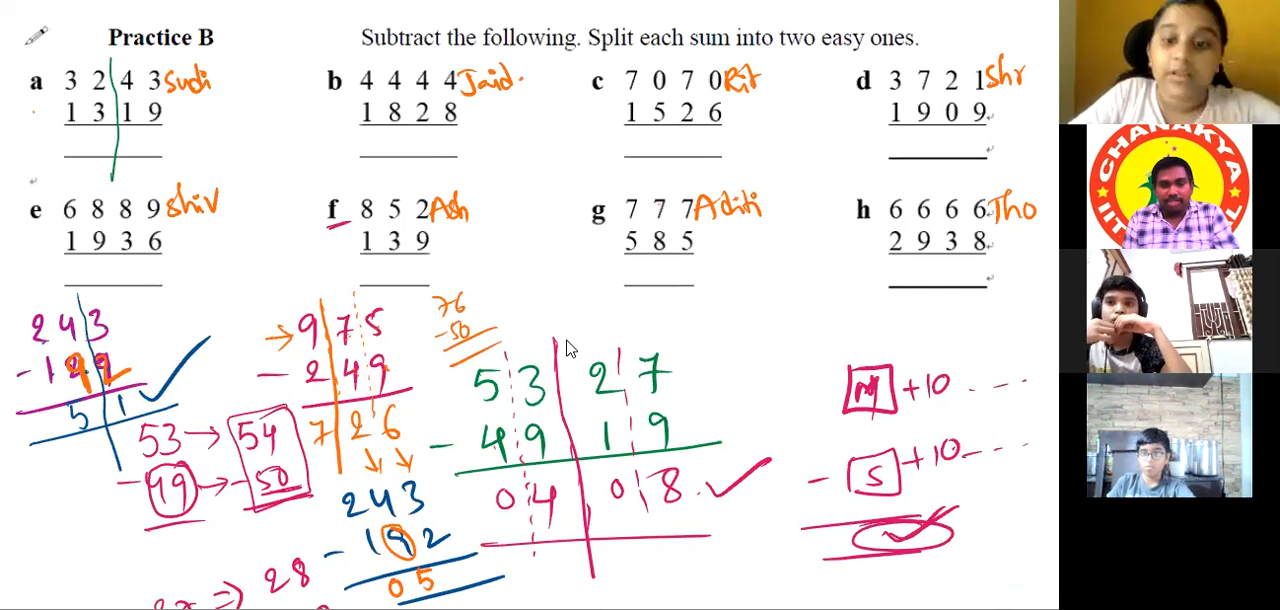 Practice B Subtract the following. Split each sum into two easy ones.
a 3 2 4 3 Sudi b 4 4 4 4 Jaid. c 7 0 7 0 Rit d 3 7 2 1 Shr
1 3 1 9 1 8 2 8 1 5 2 6 1 9 0 9
e 6 8 8 9 Shiv f 8 5 2 Ash g 7 7 7 Aditi h 6 6 6 6 Tho
1 9 3 6 1 3 9 5 8 5 2 9 3 8
2 4 3
- 1 9 2
5 1
53 → 54
- 49 → - 50
→ 9 7 5
- 2 4 9
7 2 6
76
- 50
2 4 3
- 1 9 2
0 5
5 3 2 7
- 4 9 1 9
0 4 0 8
+10 - - -
- S +10 - - -
⇒ 28
CHANAKYA